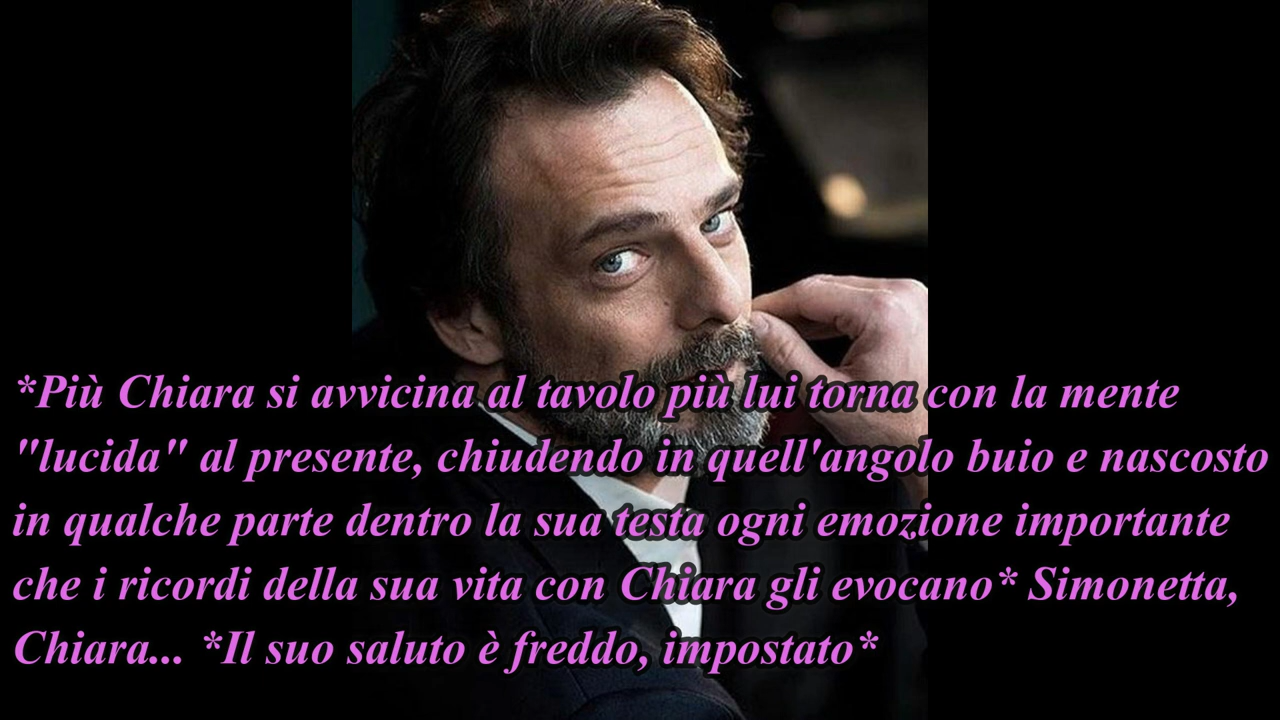 *Più Chiara si avvicina al tavolo più lui torna con la mente
"lucida" al presente, chiudendo in quell'angolo buio e nascosto
in qualche parte dentro la sua testa ogni emozione importante
che i ricordi della sua vita con Chiara gli evocano* Simonetta,
Chiara... *Il suo saluto è freddo, impostato*